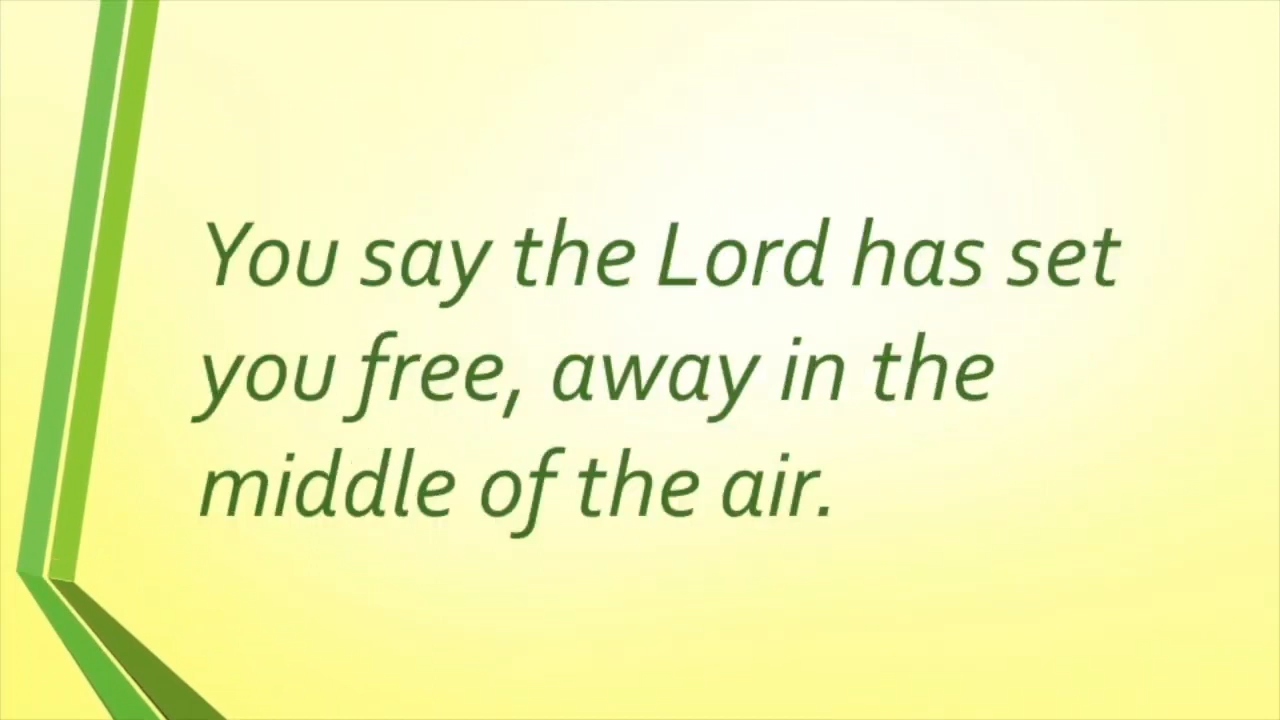 You say the Lord has set
you free, away in the
middle of the air.